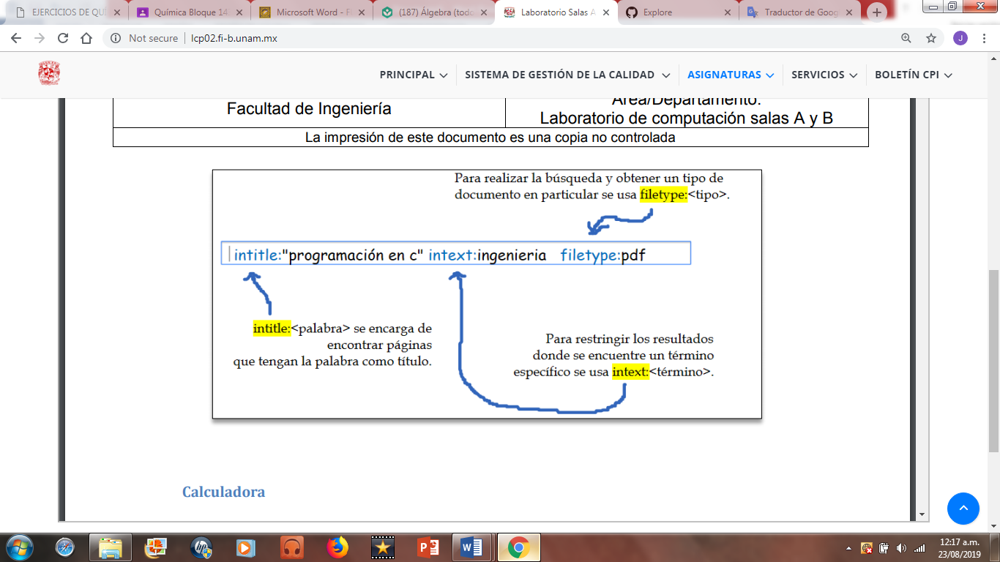 EJERCICIOS DE QU
Química Bloque 14
Microsoft Word - F
(187) Álgebra (todo
Laboratorio Salas A
Explore
Traductor de Goog
Not secure | lcp02.fi-b.unam.mx
J
PRINCIPAL
SISTEMA DE GESTIÓN DE LA CALIDAD
ASIGNATURAS
SERVICIOS
BOLETÍN CPI
Facultad de Ingeniería
Área/Departamento:
Laboratorio de computación salas A y B
La impresión de este documento es una copia no controlada
Para realizar la búsqueda y obtener un tipo de
documento en particular se usa filetype:<tipo>.
intitle:"programación en c" intext:ingenieria filetype:pdf
intitle:<palabra> se encarga de
encontrar páginas
que tengan la palabra como título.
Para restringir los resultados
donde se encuentre un término
específico se usa intext:<término>.
Calculadora
12:17 a.m.
23/08/2019